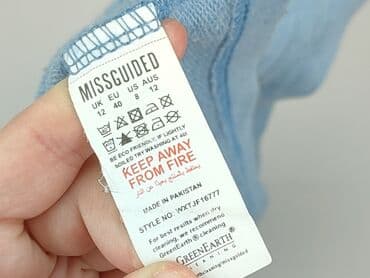 MISSGUIDED
UK EU US AUS
12 40 8 12
BE ECO FRIENDLY, IF LIGHTLY
SOILED TRY WASHING AT 40!
KEEP AWAY
FROM FIRE
MADE IN PAKISTAN
STYLE NO: WXTJF16777
For best results when dry
cleaning, we recommend
GreenEarth® cleaning
GREENEARTH®
CLEANING